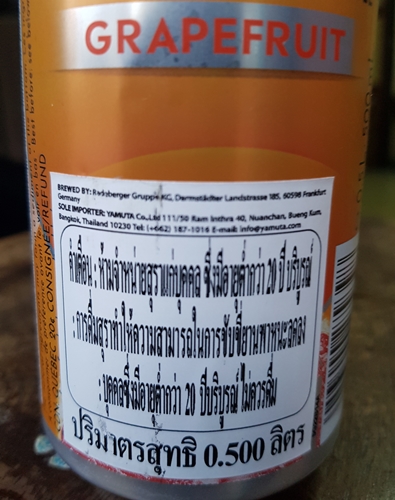 GRAPEFRUIT
BREWED BY: Radeberger Gruppe KG, Darmstädter Landstrasse 185, 60598 Frankfurt
Germany
SOLE IMPORTER: YAMUTA Co.,Ltd 111/50 Ram Inthra 40, Nuanchan, Bueng Kum,
Bangkok, Thailand 10230 Tel: (+662) 187-1016 E-mail: info@yamuta.com
คำเตือน : ห้ามจำหน่ายสุราแก่บุคคล ซึ่งมีอายุต่ำกว่า 20 ปี บริบูรณ์
: การดื่มสุราทำให้ความสามารถในการขับขี่ยานพาหนะลดลง
: บุคคลซึ่งมีอายุต่ำกว่า 20 ปีบริบูรณ์ ไม่ควรดื่ม
ปริมาตรสุทธิ 0.500 ลิตร
QUEBEC 20¢ CONSIGNÉE/REFUND
Best before: see